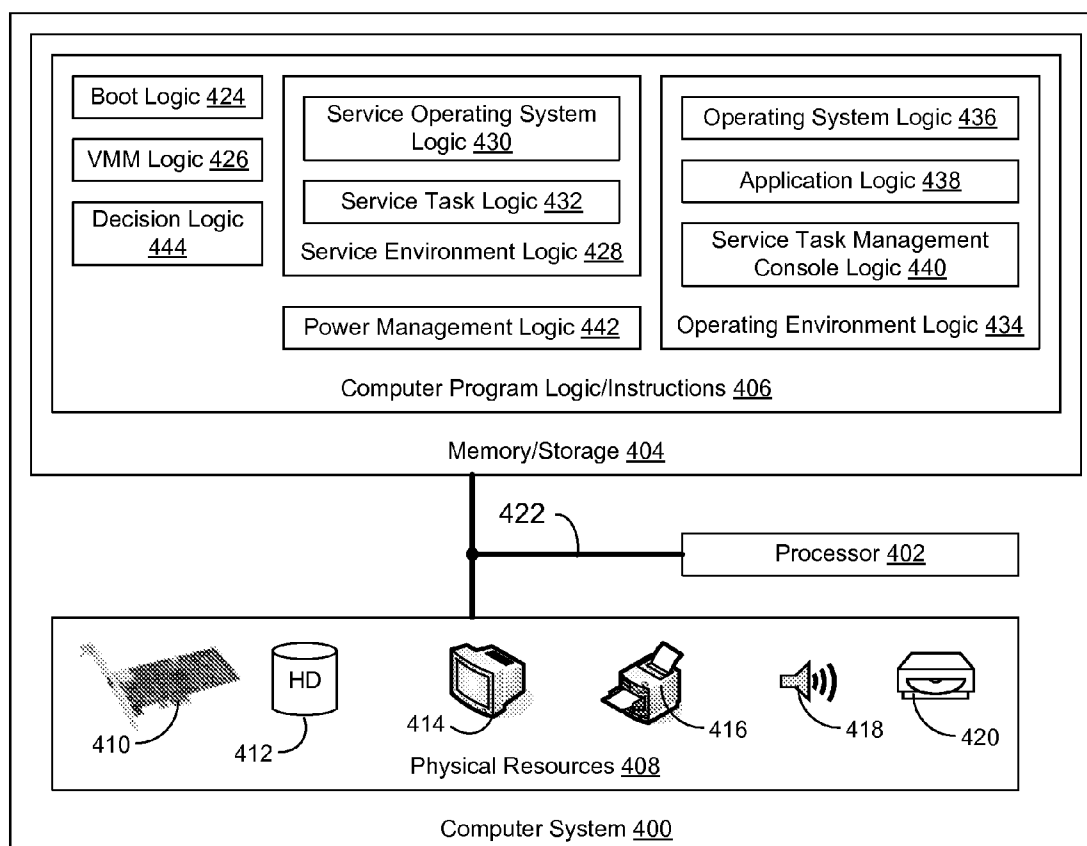 Boot Logic 424
VMM Logic 426
Decision Logic
444
Service Operating System
Logic 430
Service Task Logic 432
Service Environment Logic 428
Power Management Logic 442
Operating System Logic 436
Application Logic 438
Service Task Management
Console Logic 440
Operating Environment Logic 434
Computer Program Logic/Instructions 406
Memory/Storage 404
422
Processor 402
HD
410
412
414
416
418
420
Physical Resources 408
Computer System 400